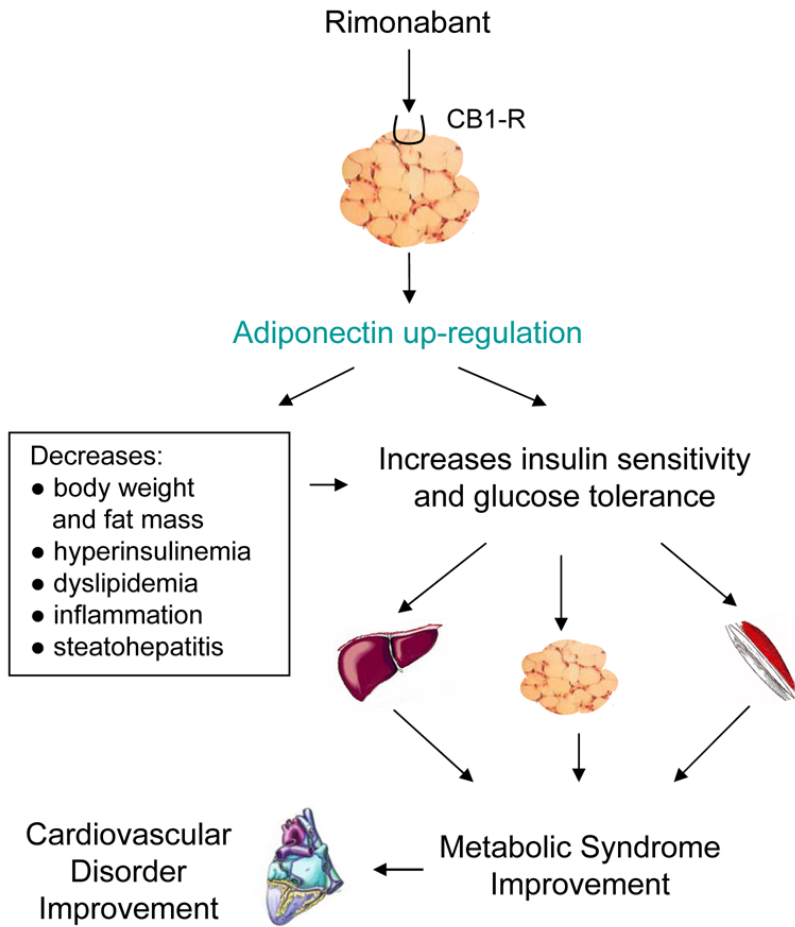 Rimonabant
CB1-R
Adiponectin up-regulation
Decreases:
● body weight
and fat mass
● hyperinsulinemia
● dyslipidemia
● inflammation
● steatohepatitis
Increases insulin sensitivity
and glucose tolerance
Cardiovascular
Disorder
Improvement
Metabolic Syndrome
Improvement